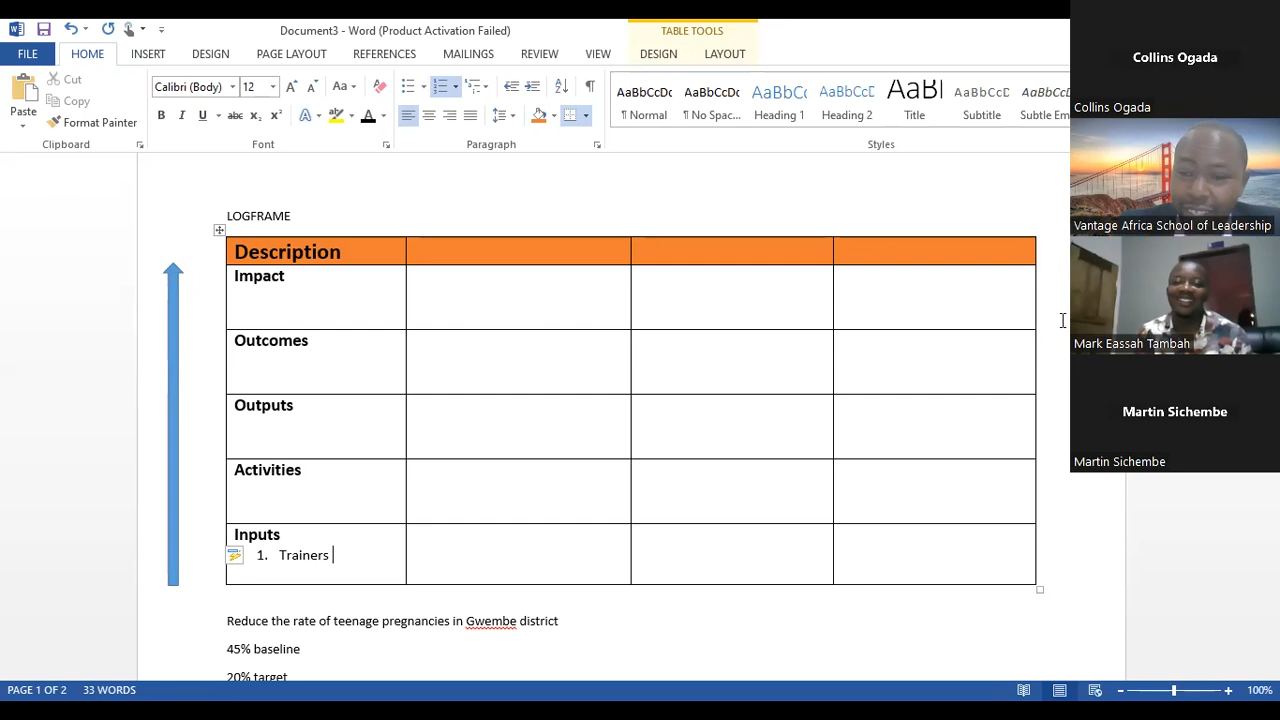 Document3 - Word (Product Activation Failed)
TABLE TOOLS
FILE HOME INSERT DESIGN PAGE LAYOUT REFERENCES MAILINGS REVIEW VIEW DESIGN LAYOUT
Cut
Copy
Format Painter
Paste
Clipboard
Calibri (Body) 12
Font
Paragraph
AaBbCcDc AaBbCcDc AaBbCc AaBbCcD AaBl AaBbCcD AaBbCcD
¶ Normal ¶ No Spac... Heading 1 Heading 2 Title Subtitle Subtle Em
Styles
LOGFRAME
Description
Impact
Outcomes
Outputs
Activities
Inputs
1. Trainers
Reduce the rate of teenage pregnancies in Gwembe district
45% baseline
20% target
Collins Ogada
Collins Ogada
Vantage Africa School of Leadership
Mark Eassah Tambah
Martin Sichembe
Martin Sichembe
PAGE 1 OF 2 33 WORDS
100%